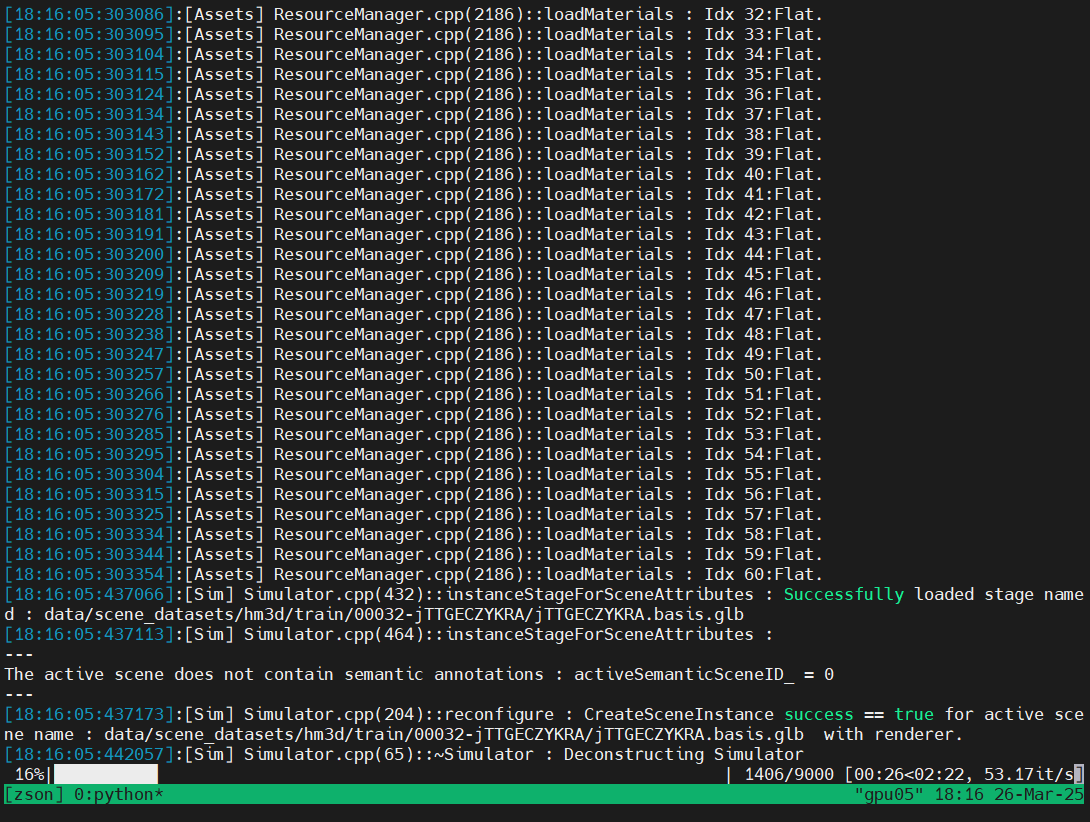 [18:16:05:303086]:[Assets] ResourceManager.cpp(2186)::loadMaterials : Idx 32:Flat.
[18:16:05:303095]:[Assets] ResourceManager.cpp(2186)::loadMaterials : Idx 33:Flat.
[18:16:05:303104]:[Assets] ResourceManager.cpp(2186)::loadMaterials : Idx 34:Flat.
[18:16:05:303115]:[Assets] ResourceManager.cpp(2186)::loadMaterials : Idx 35:Flat.
[18:16:05:303124]:[Assets] ResourceManager.cpp(2186)::loadMaterials : Idx 36:Flat.
[18:16:05:303134]:[Assets] ResourceManager.cpp(2186)::loadMaterials : Idx 37:Flat.
[18:16:05:303143]:[Assets] ResourceManager.cpp(2186)::loadMaterials : Idx 38:Flat.
[18:16:05:303152]:[Assets] ResourceManager.cpp(2186)::loadMaterials : Idx 39:Flat.
[18:16:05:303162]:[Assets] ResourceManager.cpp(2186)::loadMaterials : Idx 40:Flat.
[18:16:05:303172]:[Assets] ResourceManager.cpp(2186)::loadMaterials : Idx 41:Flat.
[18:16:05:303181]:[Assets] ResourceManager.cpp(2186)::loadMaterials : Idx 42:Flat.
[18:16:05:303191]:[Assets] ResourceManager.cpp(2186)::loadMaterials : Idx 43:Flat.
[18:16:05:303200]:[Assets] ResourceManager.cpp(2186)::loadMaterials : Idx 44:Flat.
[18:16:05:303209]:[Assets] ResourceManager.cpp(2186)::loadMaterials : Idx 45:Flat.
[18:16:05:303219]:[Assets] ResourceManager.cpp(2186)::loadMaterials : Idx 46:Flat.
[18:16:05:303228]:[Assets] ResourceManager.cpp(2186)::loadMaterials : Idx 47:Flat.
[18:16:05:303238]:[Assets] ResourceManager.cpp(2186)::loadMaterials : Idx 48:Flat.
[18:16:05:303247]:[Assets] ResourceManager.cpp(2186)::loadMaterials : Idx 49:Flat.
[18:16:05:303257]:[Assets] ResourceManager.cpp(2186)::loadMaterials : Idx 50:Flat.
[18:16:05:303266]:[Assets] ResourceManager.cpp(2186)::loadMaterials : Idx 51:Flat.
[18:16:05:303276]:[Assets] ResourceManager.cpp(2186)::loadMaterials : Idx 52:Flat.
[18:16:05:303285]:[Assets] ResourceManager.cpp(2186)::loadMaterials : Idx 53:Flat.
[18:16:05:303295]:[Assets] ResourceManager.cpp(2186)::loadMaterials : Idx 54:Flat.
[18:16:05:303304]:[Assets] ResourceManager.cpp(2186)::loadMaterials : Idx 55:Flat.
[18:16:05:303315]:[Assets] ResourceManager.cpp(2186)::loadMaterials : Idx 56:Flat.
[18:16:05:303325]:[Assets] ResourceManager.cpp(2186)::loadMaterials : Idx 57:Flat.
[18:16:05:303334]:[Assets] ResourceManager.cpp(2186)::loadMaterials : Idx 58:Flat.
[18:16:05:303344]:[Assets] ResourceManager.cpp(2186)::loadMaterials : Idx 59:Flat.
[18:16:05:303354]:[Assets] ResourceManager.cpp(2186)::loadMaterials : Idx 60:Flat.
[18:16:05:437066]:[Sim] Simulator.cpp(432)::instanceStageForSceneAttributes : Successfully loaded stage name
d : data/scene_datasets/hm3d/train/00032-jTTGECZYKRA/jTTGECZYKRA.basis.glb
[18:16:05:437113]:[Sim] Simulator.cpp(464)::instanceStageForSceneAttributes :
---
The active scene does not contain semantic annotations : activeSemanticSceneID_ = 0
---
[18:16:05:437173]:[Sim] Simulator.cpp(204)::reconfigure : CreateSceneInstance success == true for active sce
ne name : data/scene_datasets/hm3d/train/00032-jTTGECZYKRA/jTTGECZYKRA.basis.glb  with renderer.
[18:16:05:442057]:[Sim] Simulator.cpp(65)::~Simulator : Deconstructing Simulator
16%| | 1406/9000 [00:26<02:22, 53.17it/s]
[zson] 0:python* "gpu05" 18:16 26-Mar-25